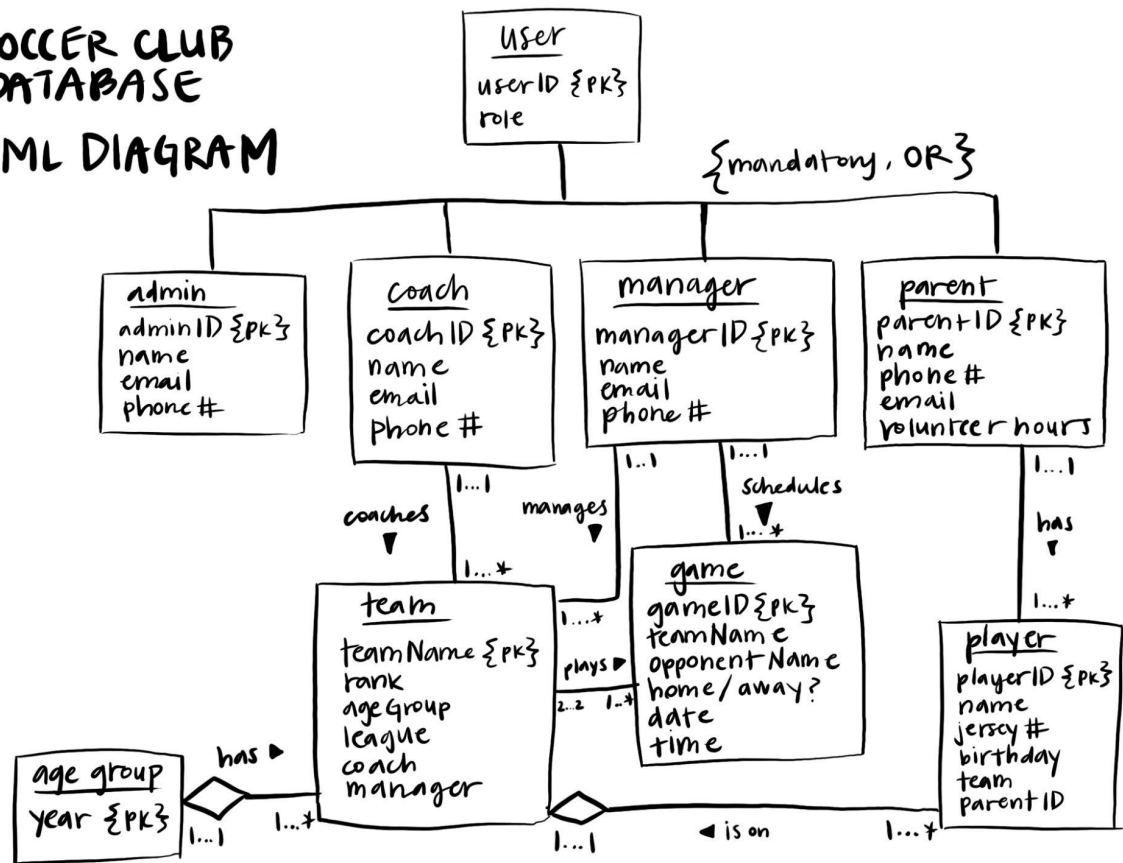 OCCER CLUB
DATABASE
ML DIAGRAM
user
userID {PK}
role
{mandatory, OR}
admin
adminID {PK}
name
email
phone #
coach
coachID {PK}
name
email
phone #
manager
managerID {PK}
name
email
phone #
parent
parentID {PK}
name
phone #
email
volunteer hours
1...1
coaches
1...*
1..1
manages
1...*
1...1
schedules
1...*
1...1
has
1...*
team
teamName {PK}
rank
ageGroup
league
coach
manager
plays
2...2 1..*
game
gameID {PK}
teamName
opponentName
home/away?
date
time
player
playerID {PK}
name
jersey #
birthday
team
parentID
age group
year {PK}
has
1...1 1...*
1...1
is on
1...*